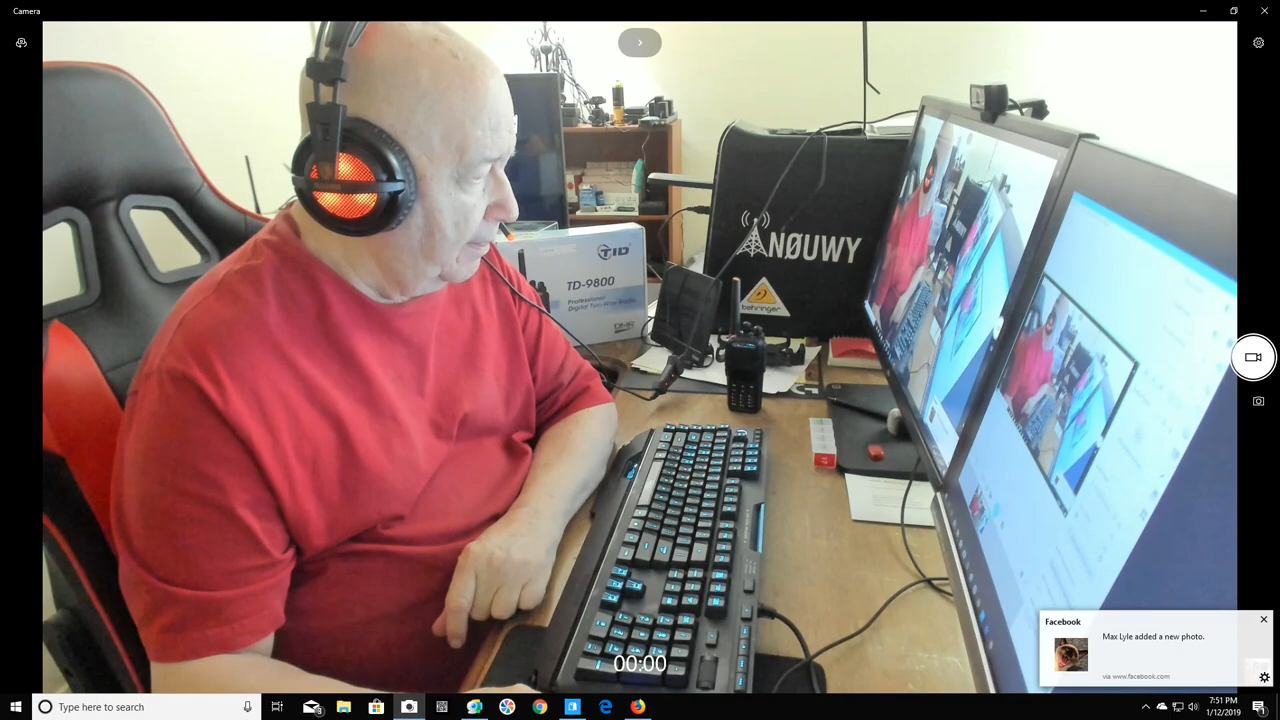 Camera
TID
TD-9800
Professional
Digital Two-Way Radio
DMR
NØUWY
behringer
00:00
Facebook
Max Lyle added a new photo.
via www.facebook.com
Type here to search
3
7:51 PM
1/12/2019